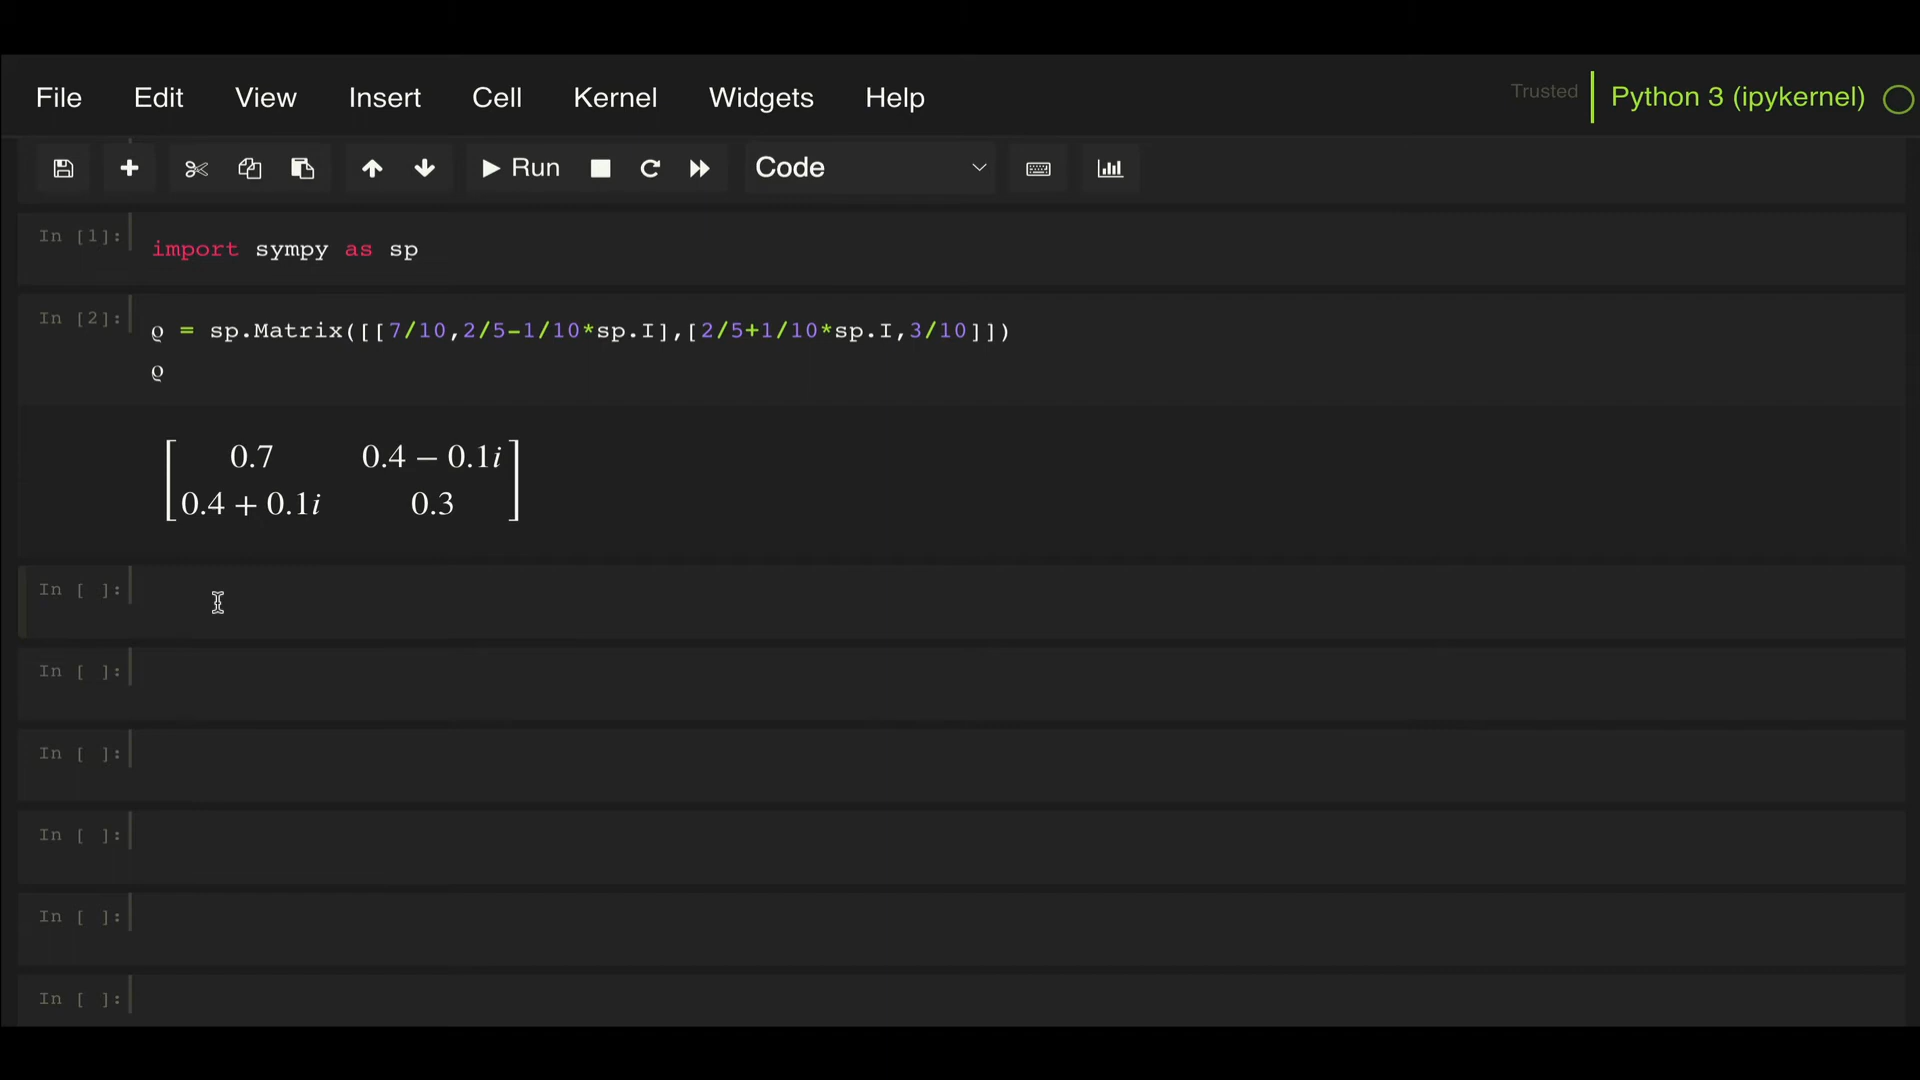 File Edit View Insert Cell Kernel Widgets Help Trusted Python 3 (ipykernel)
Run Code
In [1]: import sympy as sp
In [2]: ϱ = sp.Matrix([[7/10,2/5-1/10*sp.I],[2/5+1/10*sp.I,3/10]])
ϱ
0.7 0.4 − 0.1i
0.4 + 0.1i 0.3
In [ ]:
In [ ]:
In [ ]:
In [ ]:
In [ ]:
In [ ]: